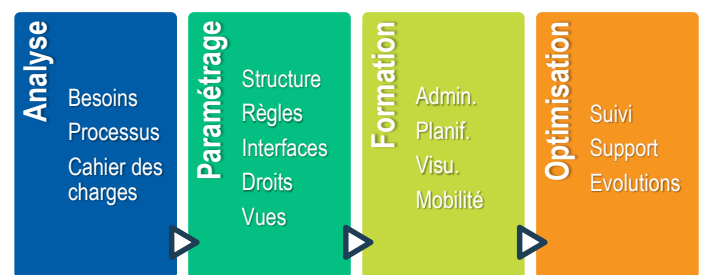 Analyse
Besoins
Processus
Cahier des
charges
Paramétrage
Structure
Règles
Interfaces
Droits
Vues
Formation
Admin.
Planif.
Visu.
Mobilité
Optimisation
Suivi
Support
Evolutions